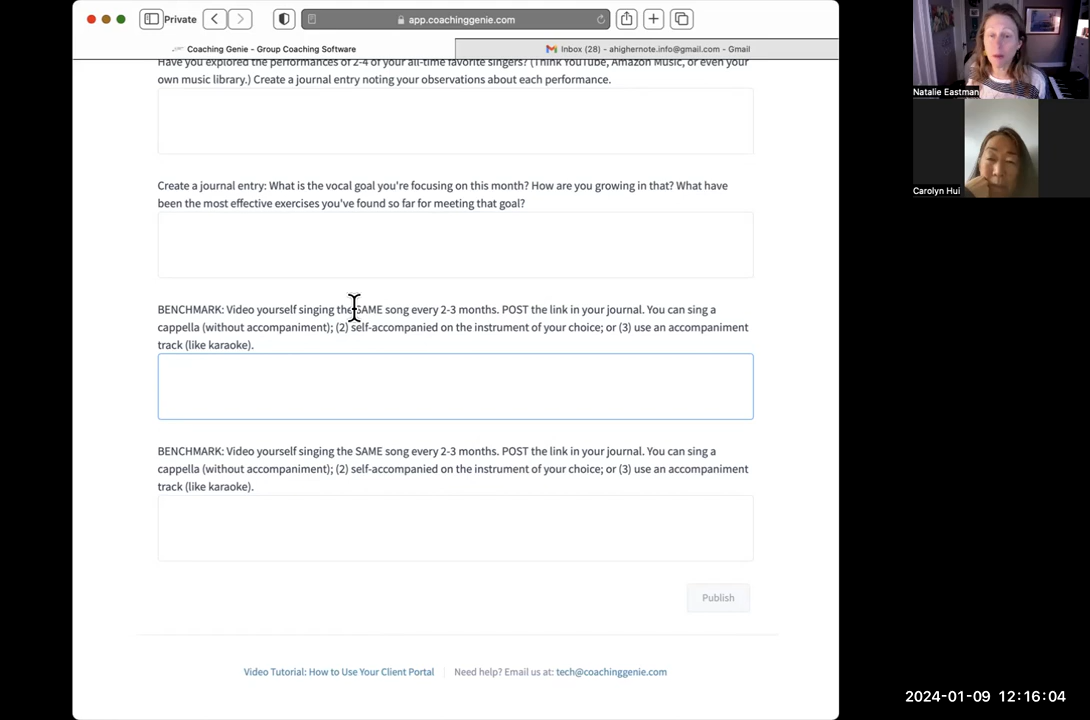 Private
app.coachinggenie.com
Coaching Genie - Group Coaching Software
Inbox (28) - ahighernote.info@gmail.com - Gmail
Have you explored the performances of 2-4 of your all-time favorite singers? (Think YouTube, Amazon Music, or even your
own music library.) Create a journal entry noting your observations about each performance.
Create a journal entry: What is the vocal goal you're focusing on this month? How are you growing in that? What have
been the most effective exercises you've found so far for meeting that goal?
BENCHMARK: Video yourself singing the SAME song every 2-3 months. POST the link in your journal. You can sing a
cappella (without accompaniment); (2) self-accompanied on the instrument of your choice; or (3) use an accompaniment
track (like karaoke).
BENCHMARK: Video yourself singing the SAME song every 2-3 months. POST the link in your journal. You can sing a
cappella (without accompaniment); (2) self-accompanied on the instrument of your choice; or (3) use an accompaniment
track (like karaoke).
Publish
Video Tutorial: How to Use Your Client Portal
Need help? Email us at: tech@coachinggenie.com
Natalie Eastman
Carolyn Hui
2024-01-09 12:16:04